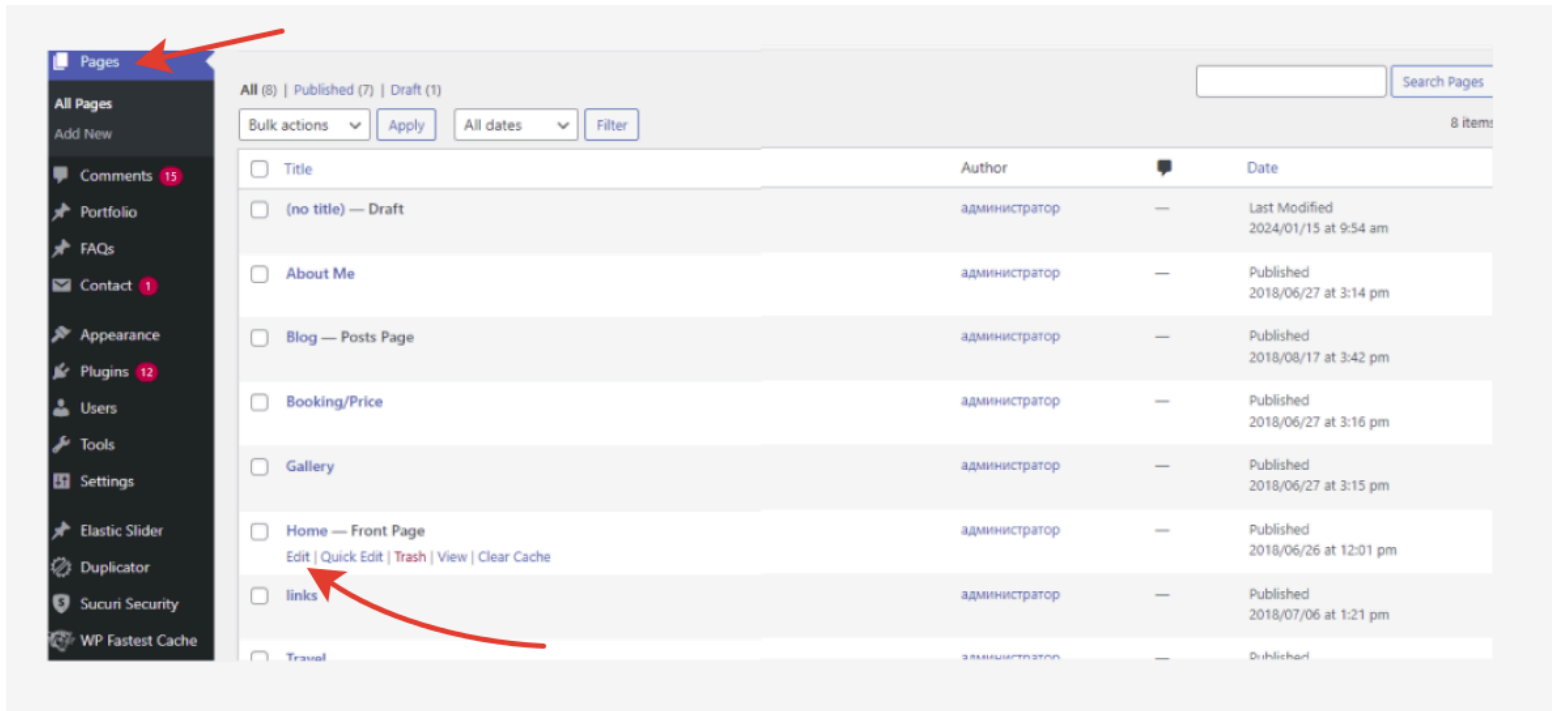 Pages
All Pages
Add New
Comments 15
Portfolio
FAQs
Contact 1
Appearance
Plugins 12
Users
Tools
Settings
Elastic Slider
Duplicator
Sucuri Security
WP Fastest Cache
All (8) | Published (7) | Draft (1)
Search Pages
Bulk actions Apply All dates Filter
8 items
Title Author Date
(no title) — Draft администратор — Last Modified
2024/01/15 at 9:54 am
About Me администратор — Published
2018/06/27 at 3:14 pm
Blog — Posts Page администратор — Published
2018/08/17 at 3:42 pm
Booking/Price администратор — Published
2018/06/27 at 3:16 pm
Gallery администратор — Published
2018/06/27 at 3:15 pm
Home — Front Page администратор — Published
Edit | Quick Edit | Trash | View | Clear Cache 2018/06/26 at 12:01 pm
links администратор — Published
2018/07/06 at 1:21 pm
Travel администратор — Published